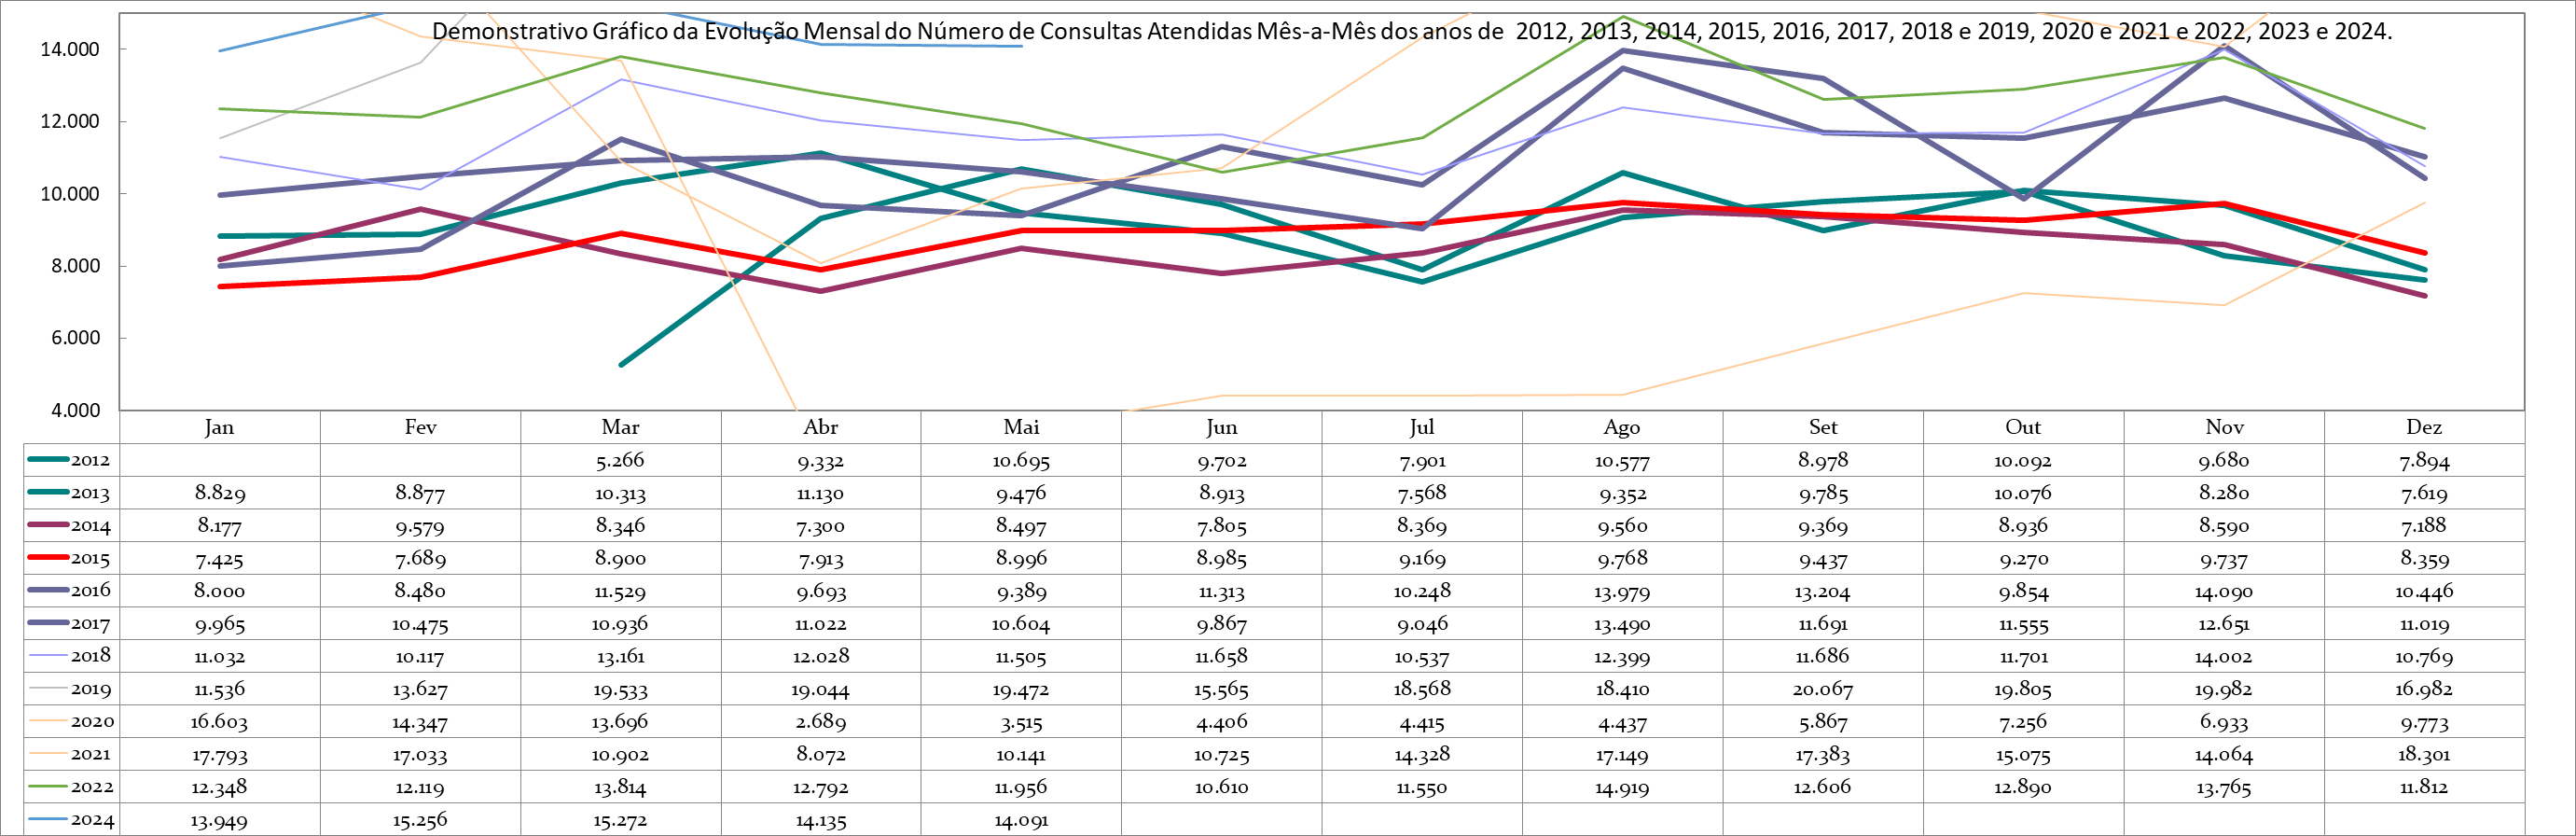 Demonstrativo Gráfico da Evolução Mensal do Número de Consultas Atendidas Mês-a-Mês dos anos de  2012, 2013, 2014, 2015, 2016, 2017, 2018 e 2019, 2020 e 2021 e 2022, 2023 e 2024.
14.000
12.000
10.000
8.000
6.000
4.000
Jan Fev Mar Abr Mai Jun Jul Ago Set Out Nov Dez
2012 5.266 9.332 10.695 9.702 7.901 10.577 8.978 10.092 9.680 7.894
2013 8.829 8.877 10.313 11.130 9.476 8.913 7.568 9.352 9.785 10.076 8.280 7.619
2014 8.177 9.579 8.346 7.300 8.497 7.805 8.369 9.560 9.369 8.936 8.590 7.188
2015 7.425 7.689 8.900 7.913 8.996 8.985 9.169 9.768 9.437 9.270 9.737 8.359
2016 8.000 8.480 11.529 9.693 9.389 11.313 10.248 13.979 13.204 9.854 14.090 10.446
2017 9.965 10.475 10.936 11.022 10.604 9.867 9.046 13.490 11.691 11.555 12.651 11.019
2018 11.032 10.117 13.161 12.028 11.505 11.658 10.537 12.399 11.686 11.701 14.002 10.769
2019 11.536 13.627 19.533 19.044 19.472 15.565 18.568 18.410 20.067 19.805 19.982 16.982
2020 16.603 14.347 13.696 2.689 3.515 4.406 4.415 4.437 5.867 7.256 6.933 9.773
2021 17.793 17.033 10.902 8.072 10.141 10.725 14.328 17.149 17.383 15.075 14.064 18.301
2022 12.348 12.119 13.814 12.792 11.956 10.610 11.550 14.919 12.606 12.890 13.765 11.812
2024 13.949 15.256 15.272 14.135 14.091